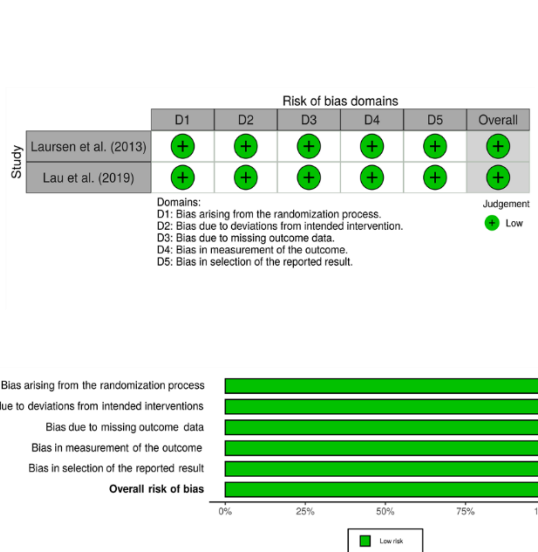 Risk of bias domains
D1 D2 D3 D4 D5 Overall
Study
Laursen et al. (2013) + + + + + +
Lau et al. (2019) + + + + + +
Domains:
D1: Bias arising from the randomization process.
D2: Bias due to deviations from intended intervention.
D3: Bias due to missing outcome data.
D4: Bias in measurement of the outcome.
D5: Bias in selection of the reported result.
Judgement
+ Low
Bias arising from the randomization process
due to deviations from intended interventions
Bias due to missing outcome data
Bias in measurement of the outcome
Bias in selection of the reported result
Overall risk of bias
0% 25% 50% 75%
Low risk